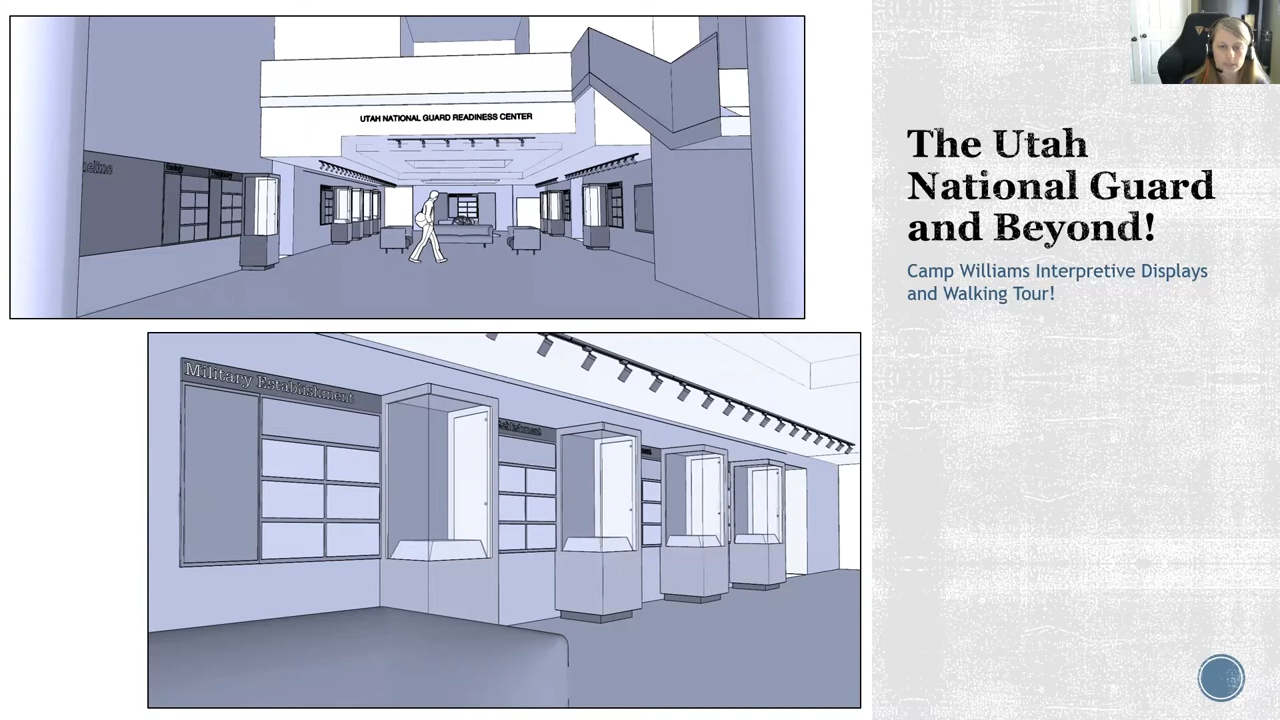 UTAH NATIONAL GUARD READINESS CENTER
Military Establishment
The Utah
National Guard
and Beyond!
Camp Williams Interpretive Displays
and Walking Tour!